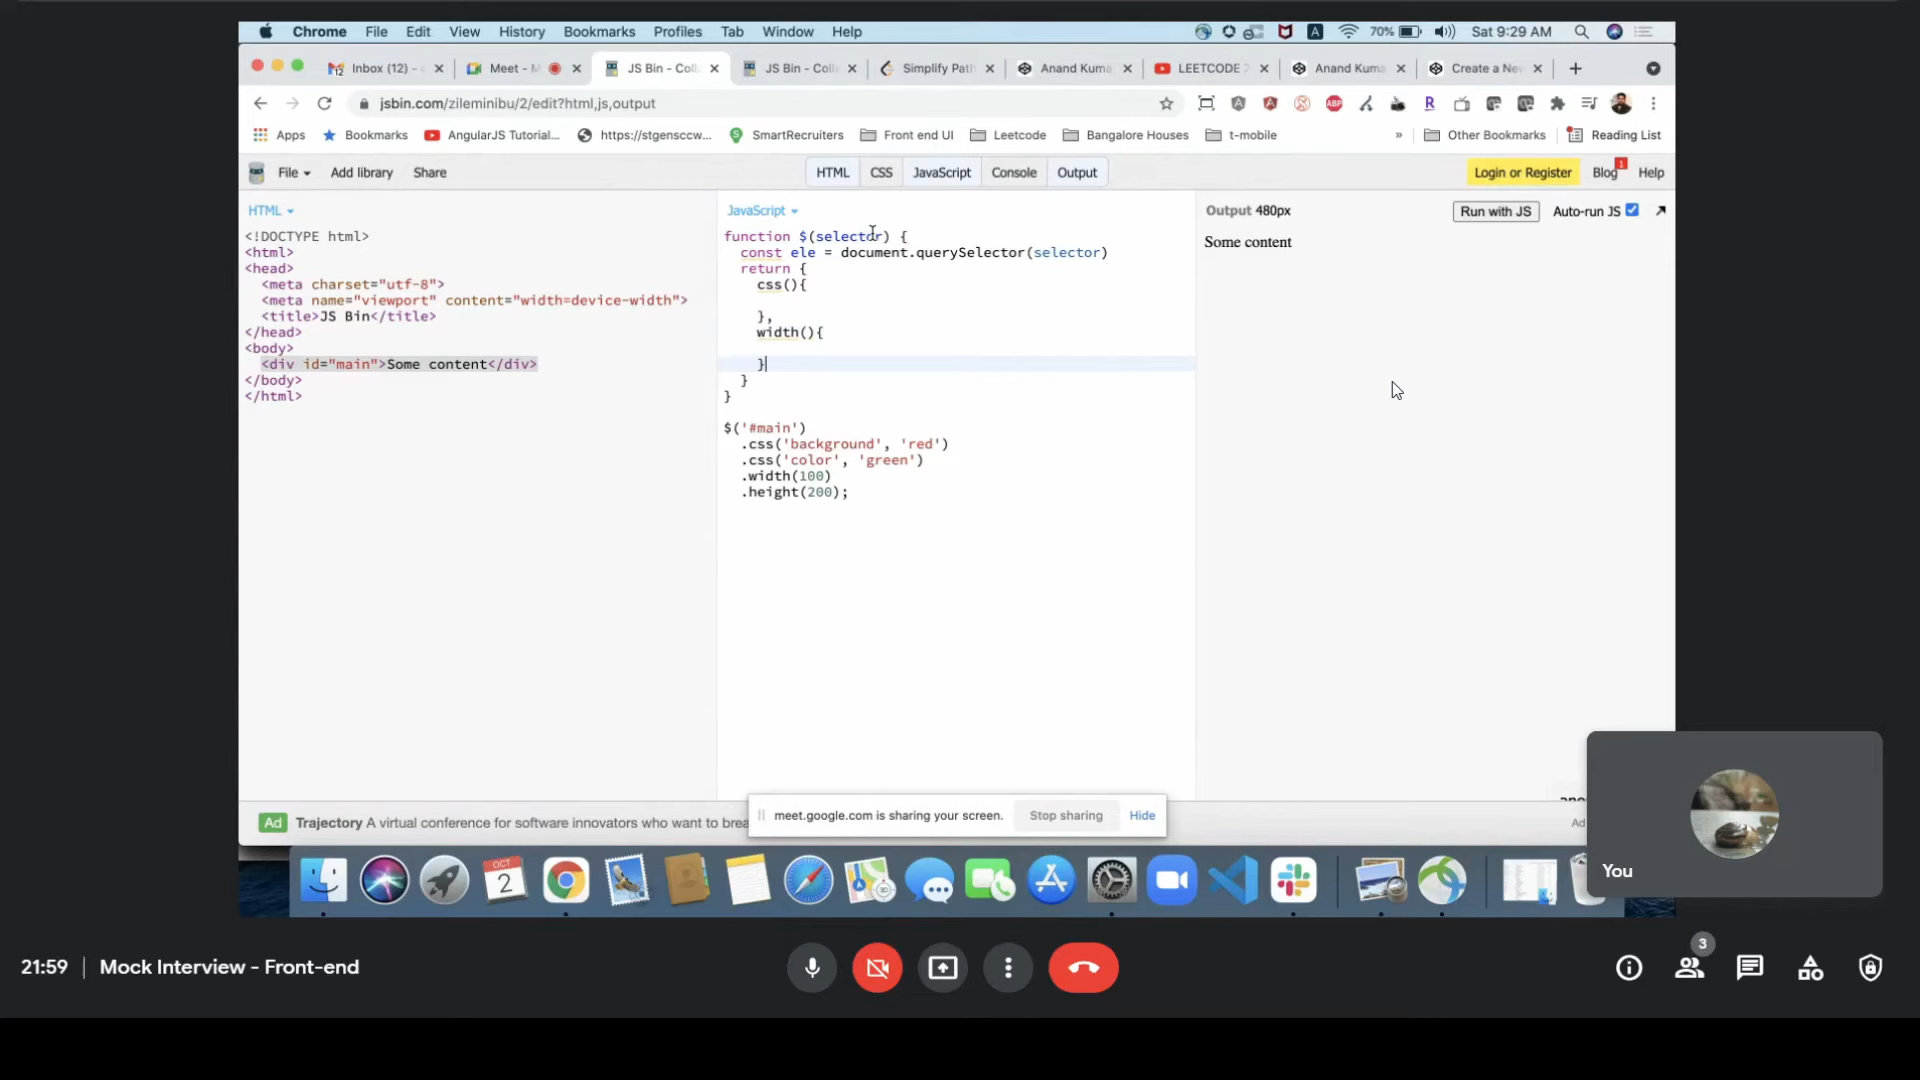 Chrome File Edit View History Bookmarks Profiles Tab Window Help A 70% Sat 9:29 AM
Inbox (12) - Meet - JS Bin - Coll JS Bin - Coll Simplify Pat Anand Kuma LEETCODE Anand Kuma Create a Nev
jsbin.com/zileminibu/2/edit?html,js,output ABP R
Apps Bookmarks AngularJS Tutorial... https://stgensccw... SmartRecruiters Front end UI Leetcode Bangalore Houses t-mobile » Other Bookmarks Reading List
File Add library Share HTML CSS JavaScript Console Output Login or Register Blog 1 Help
HTML
<!DOCTYPE html>
<html>
<head>
<meta charset="utf-8">
<meta name="viewport" content="width=device-width">
<title>JS Bin</title>
</head>
<body>
<div id="main">Some content</div>
</body>
</html>
JavaScript
function $(selector) {
const ele = document.querySelector(selector)
return {
css(){
},
width(){
}
}
}
$('#main')
.css('background', 'red')
.css('color', 'green')
.width(100)
.height(200);
Output 480px Run with JS Auto-run JS
Some content
Ad Trajectory A virtual conference for software innovators who want to brea
meet.google.com is sharing your screen. Stop sharing Hide
Ad
OCT
2
You
21:59 Mock Interview - Front-end
3